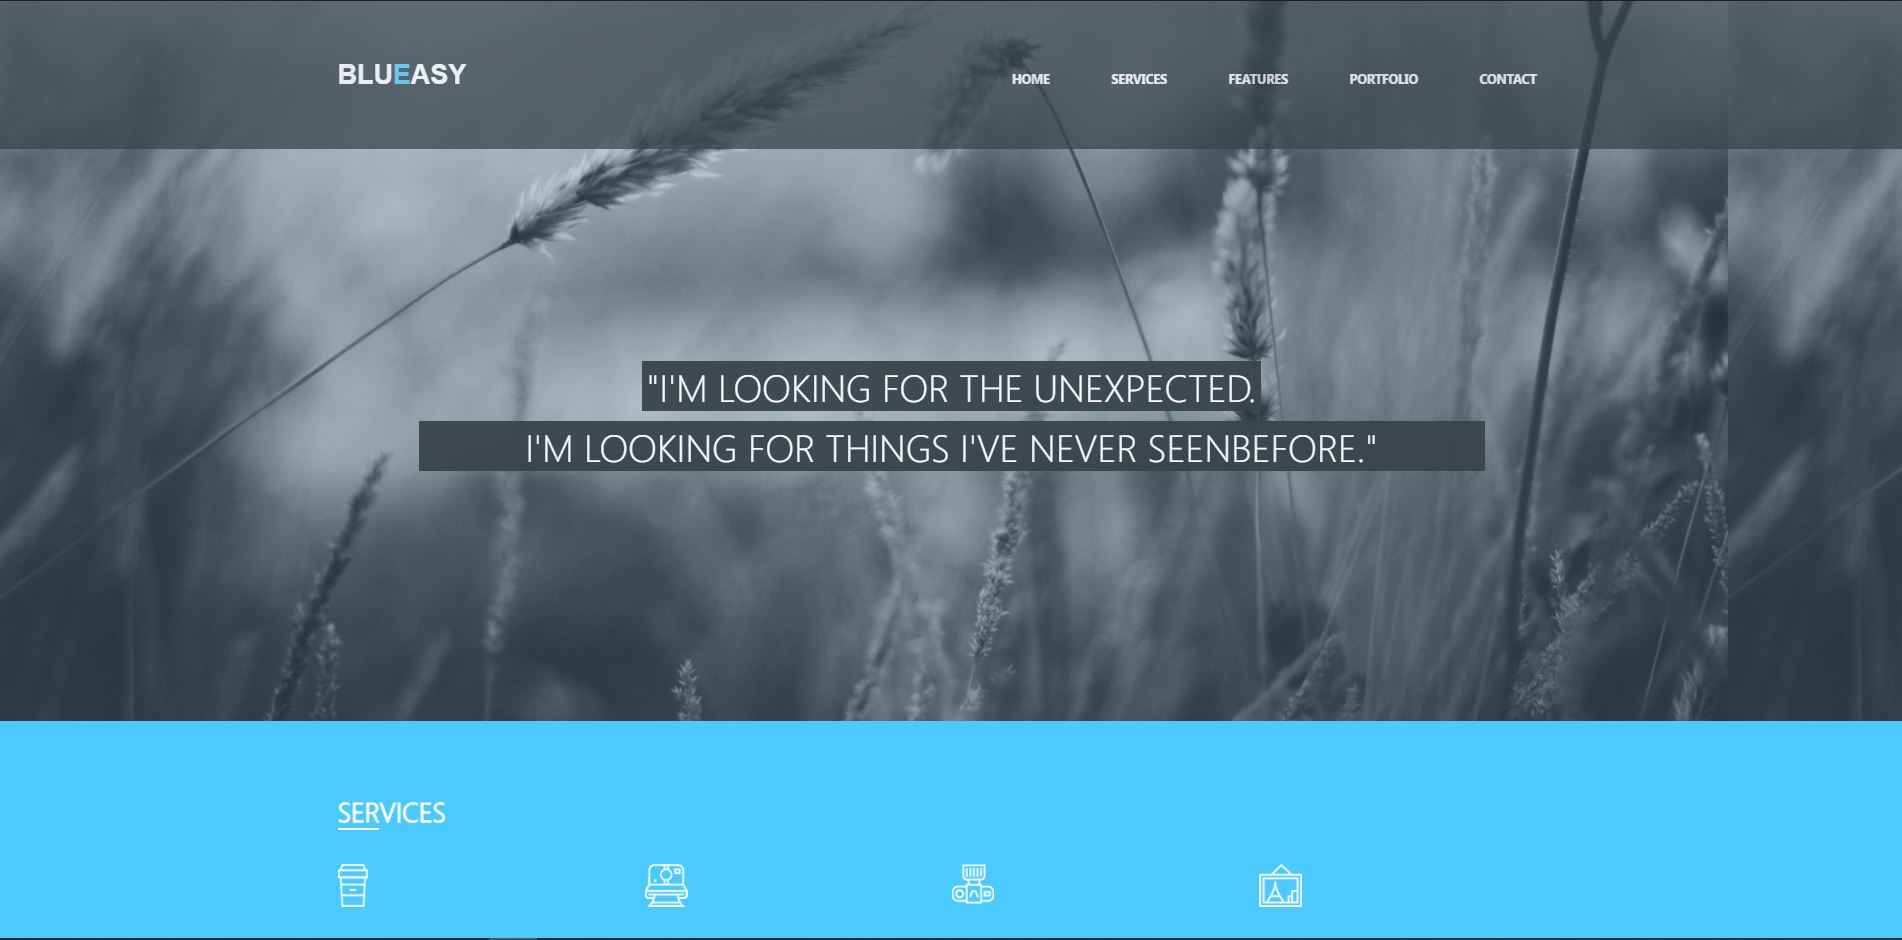 BLUEASY
HOME SERVICES FEATURES PORTFOLIO CONTACT
"I'M LOOKING FOR THE UNEXPECTED.
I'M LOOKING FOR THINGS I'VE NEVER SEENBEFORE."
SERVICES